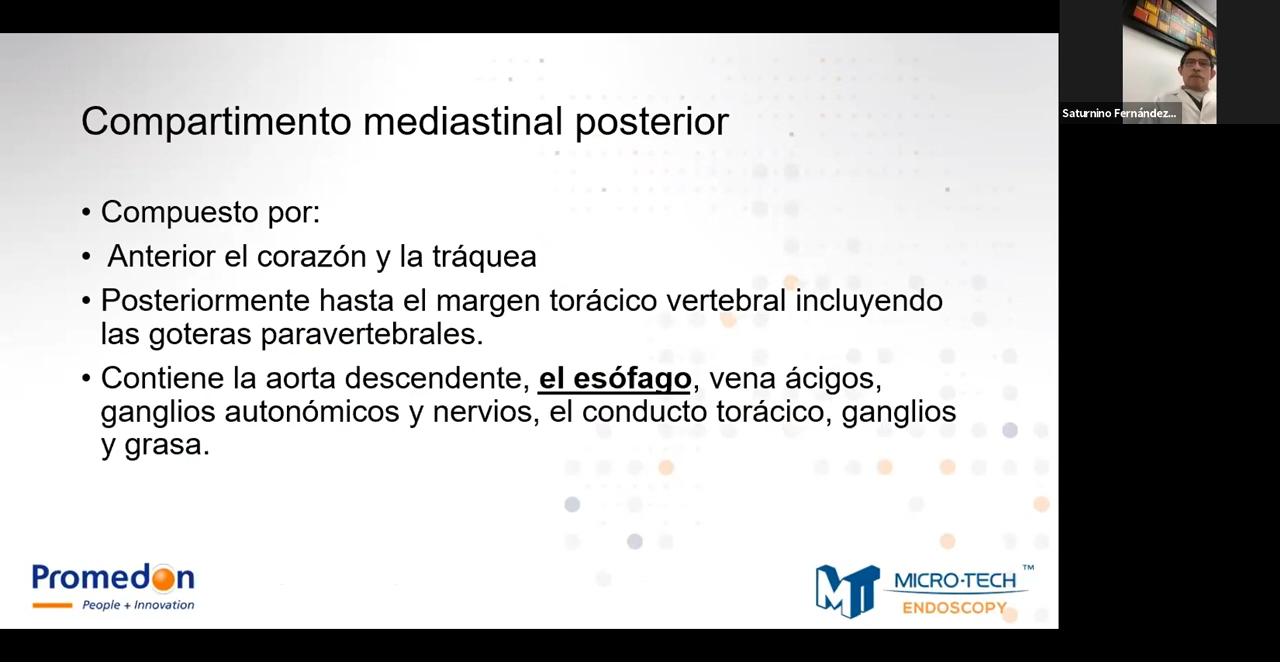 Compartimento mediastinal posterior
• Compuesto por:
• Anterior el corazón y la tráquea
• Posteriormente hasta el margen torácico vertebral incluyendo
las goteras paravertebrales.
• Contiene la aorta descendente, el esófago, vena ácigos,
ganglios autonómicos y nervios, el conducto torácico, ganglios
y grasa.
Promedon
People + Innovation
MICRO-TECH™
ENDOSCOPY
Saturnino Fernández...